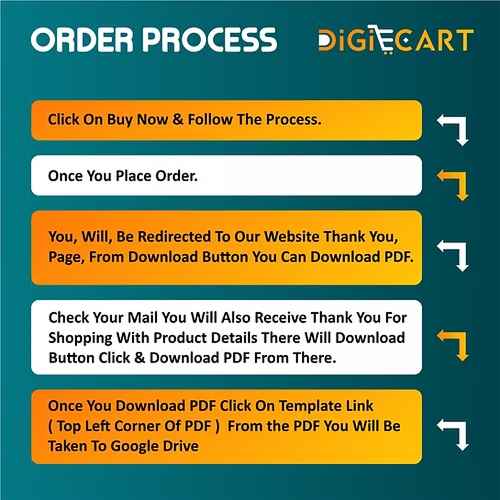 ORDER PROCESS
DiGiECART
Click On Buy Now & Follow The Process.
Once You Place Order.
You, Will, Be Redirected To Our Website Thank You,
Page, From Download Button You Can Download PDF.
Check Your Mail You Will Also Receive Thank You For
Shopping With Product Details There Will Download
Button Click & Download PDF From There.
Once You Download PDF Click On Template Link
( Top Left Corner Of PDF )  From the PDF You Will Be
Taken To Google Drive